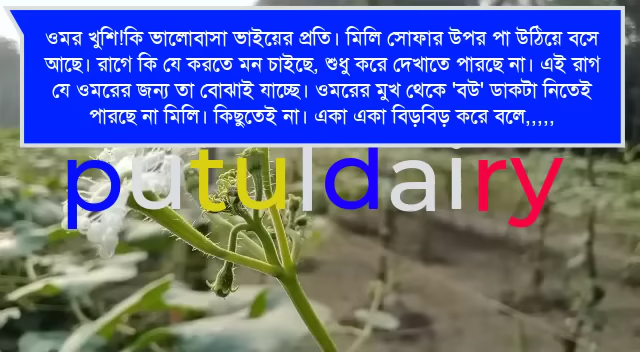 ওমর খুশি!কি ভালোবাসা ভাইয়ের প্রতি। মিলি সোফার উপর পা উঠিয়ে বসে
আছে। রাগে কি যে করতে মন চাইছে, শুধু করে দেখাতে পারছে না। এই রাগ
যে ওমরের জন্য তা বোঝাই যাচ্ছে। ওমরের মুখ থেকে 'বউ' ডাকটা নিতেই
পারছে না মিলি। কিছুতেই না। একা একা বিড়বিড় করে বলে,,,,,
putuldairy